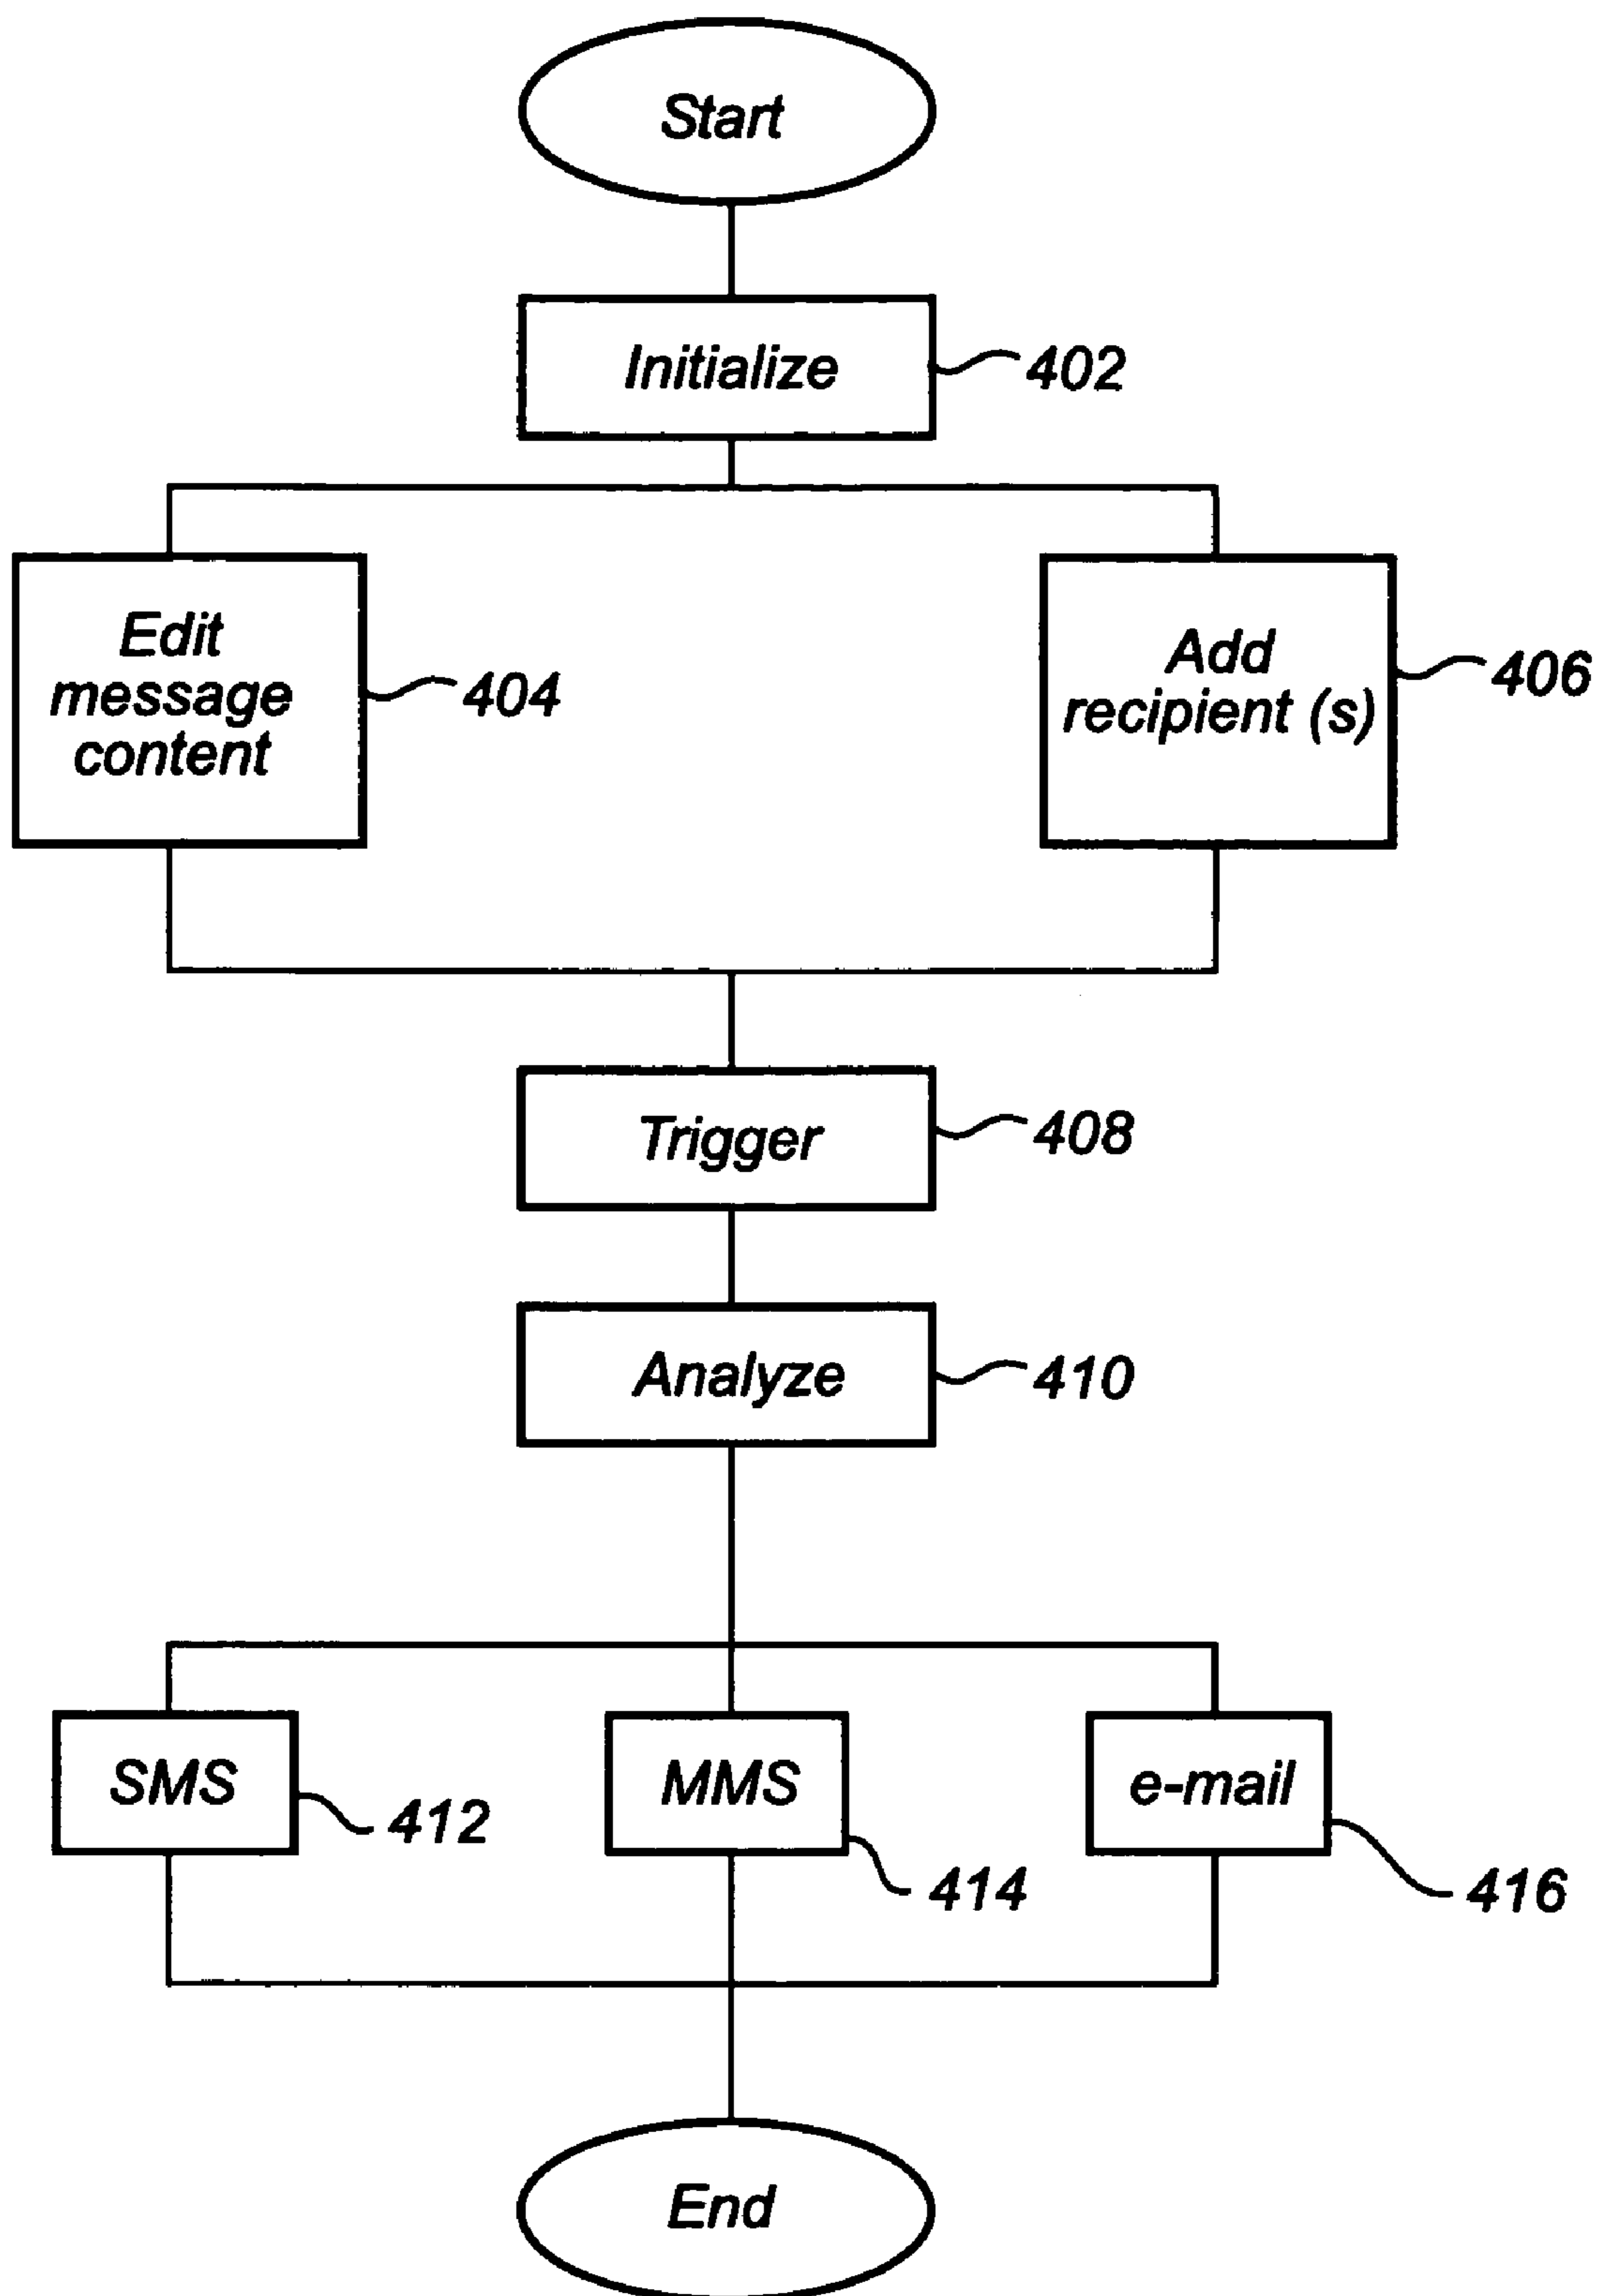 Start
Initialize
402
Edit
message
content
404
Add
recipient (s)
406
Trigger
408
Analyze
410
SMS
412
MMS
414
e-mail
416
End